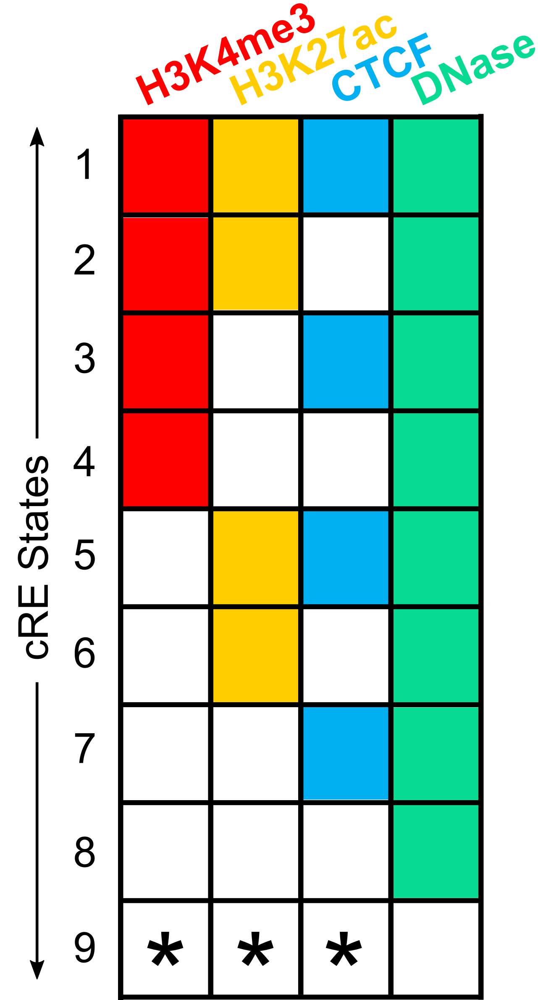 H3K4me3
H3K27ac
CTCF
DNase
cRE States
1
2
3
4
5
6
7
8
9
* * *